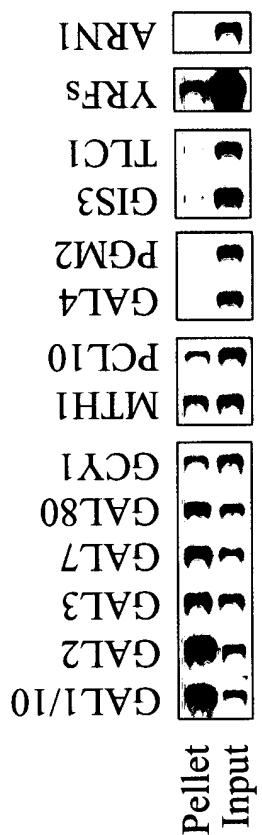 ARN1
YRFs
TLC1
GIS3
PGM2
GAL4
PCL10
MTH1
GCY1
GAL80
GAL7
GAL3
GAL2
GAL1/10
Pellet
Input